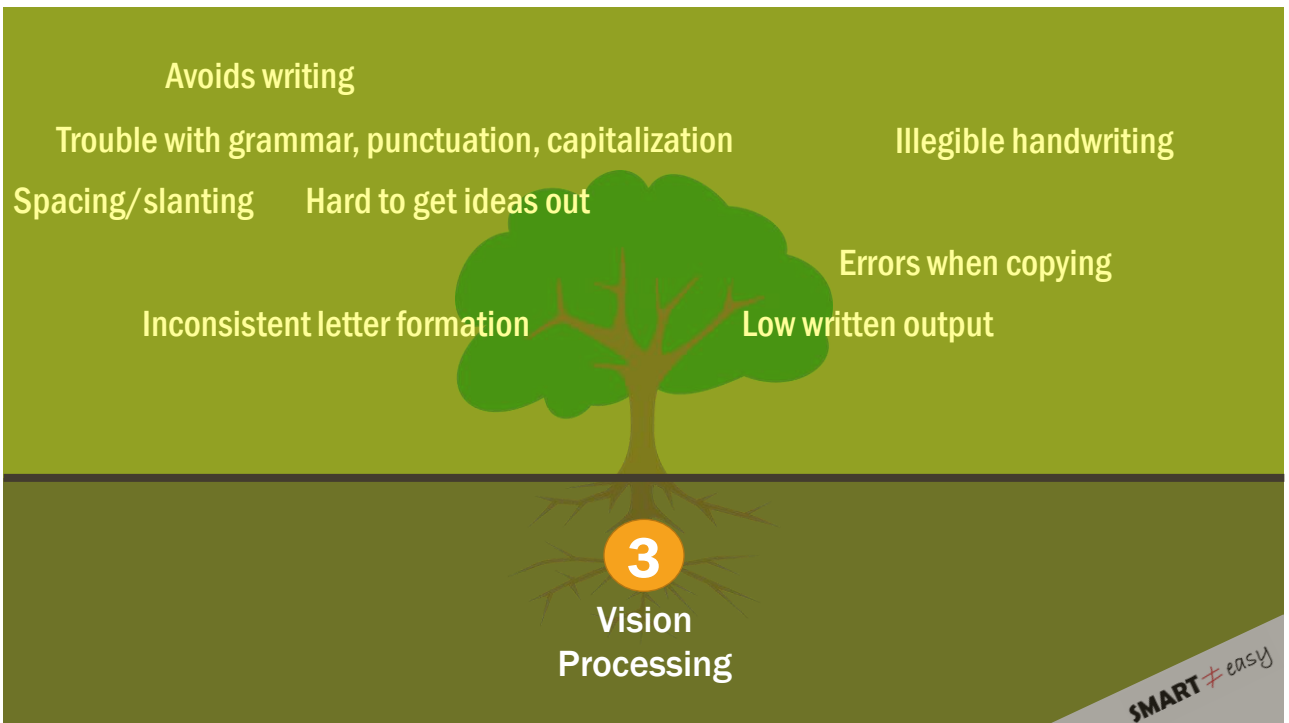 Avoids writing
Trouble with grammar, punctuation, capitalization
Illegible handwriting
Spacing/slanting
Hard to get ideas out
Errors when copying
Inconsistent letter formation
Low written output
3
Vision
Processing
SMART ≠ easy